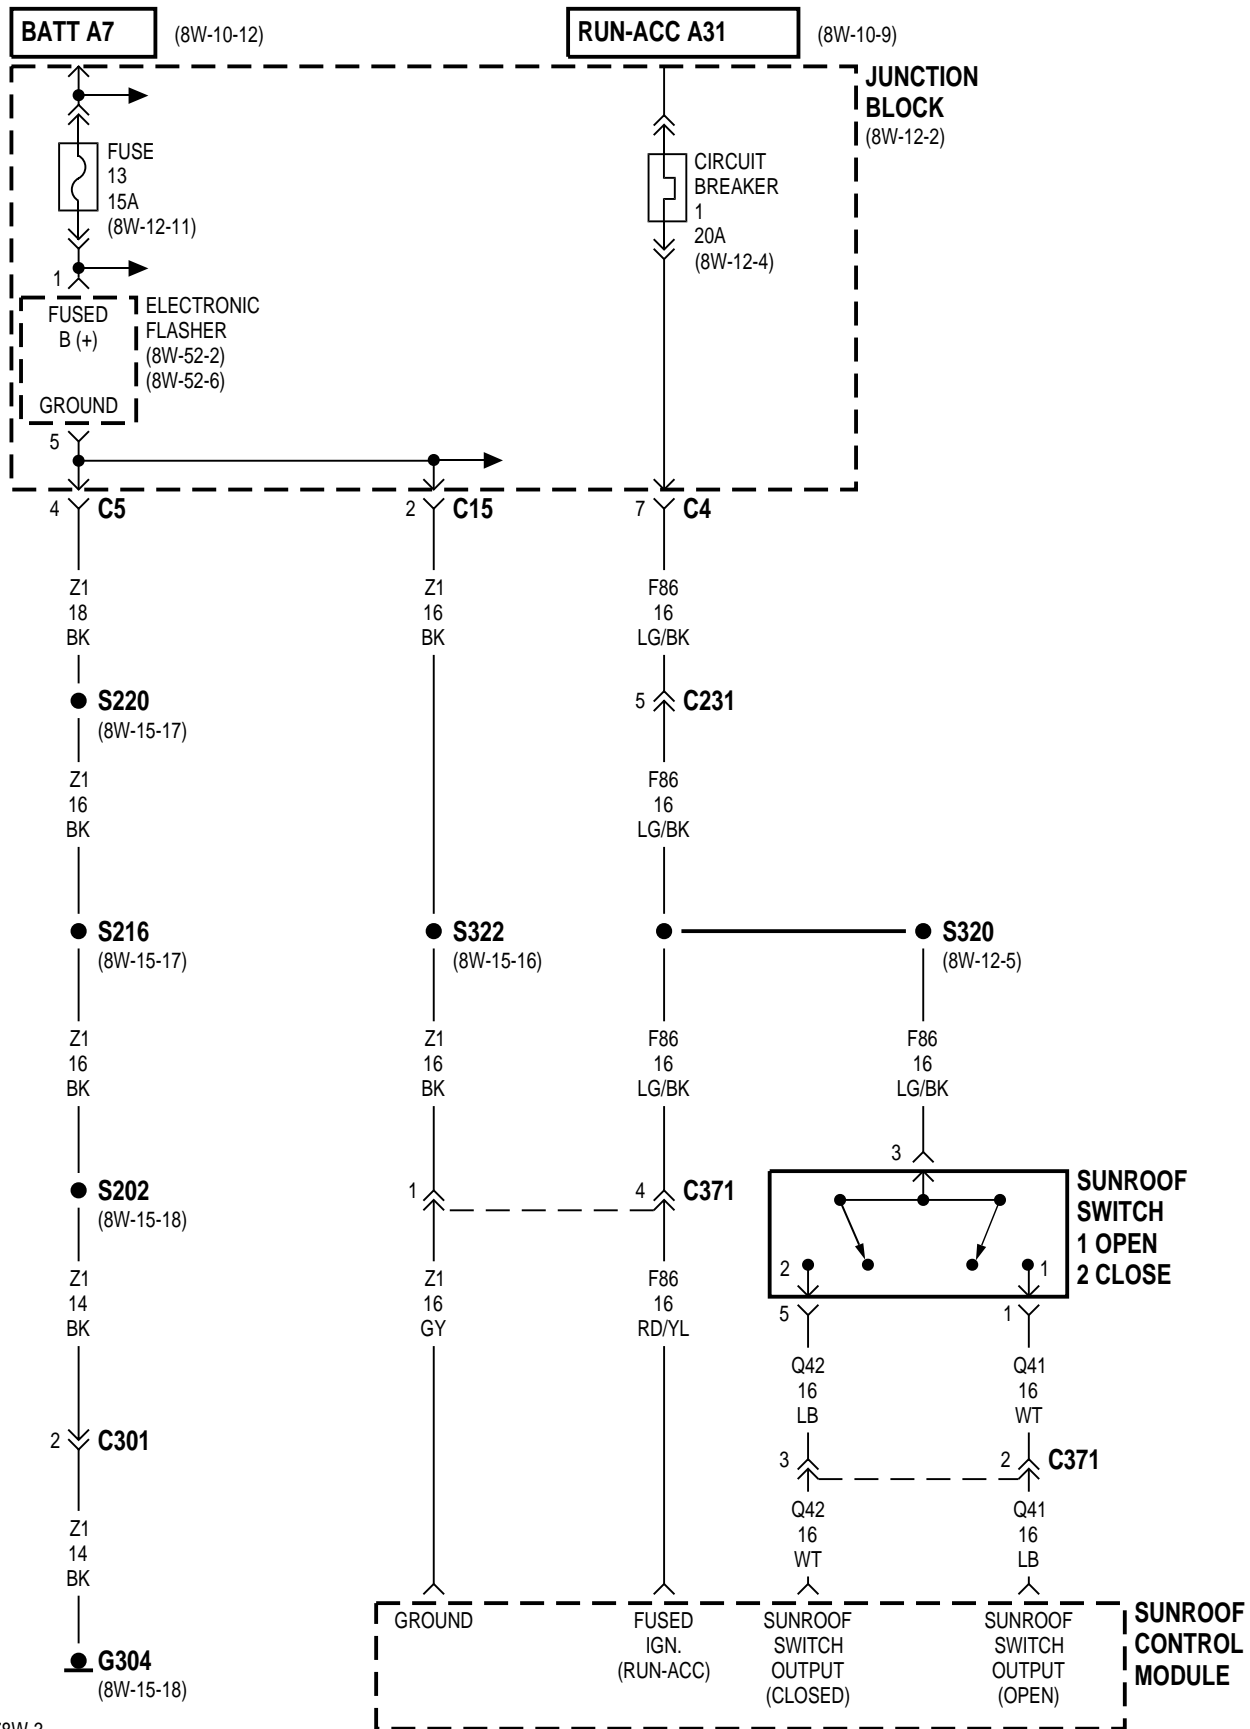 BATT A7
(8W-10-12)
RUN-ACC A31
(8W-10-9)
JUNCTION
BLOCK
(8W-12-2)
FUSE
13
15A
(8W-12-11)
CIRCUIT
BREAKER
1
20A
(8W-12-4)
1
FUSED
B (+)
GROUND
ELECTRONIC
FLASHER
(8W-52-2)
(8W-52-6)
5
4 C5
2 C15
7 C4
Z1
18
BK
Z1
16
BK
F86
16
LG/BK
S220
(8W-15-17)
5 C231
Z1
16
BK
F86
16
LG/BK
S216
(8W-15-17)
S322
(8W-15-16)
S320
(8W-12-5)
Z1
16
BK
Z1
16
BK
F86
16
LG/BK
F86
16
LG/BK
3
S202
(8W-15-18)
1
4 C371
SUNROOF
SWITCH
1 OPEN
2 CLOSE
2
1
Z1
14
BK
Z1
16
GY
F86
16
RD/YL
5
1
Q42
16
LB
Q41
16
WT
2 C301
3
2 C371
Q42
16
WT
Q41
16
LB
Z1
14
BK
G304
(8W-15-18)
GROUND
FUSED
IGN.
(RUN-ACC)
SUNROOF
SWITCH
OUTPUT
(CLOSED)
SUNROOF
SWITCH
OUTPUT
(OPEN)
SUNROOF
CONTROL
MODULE